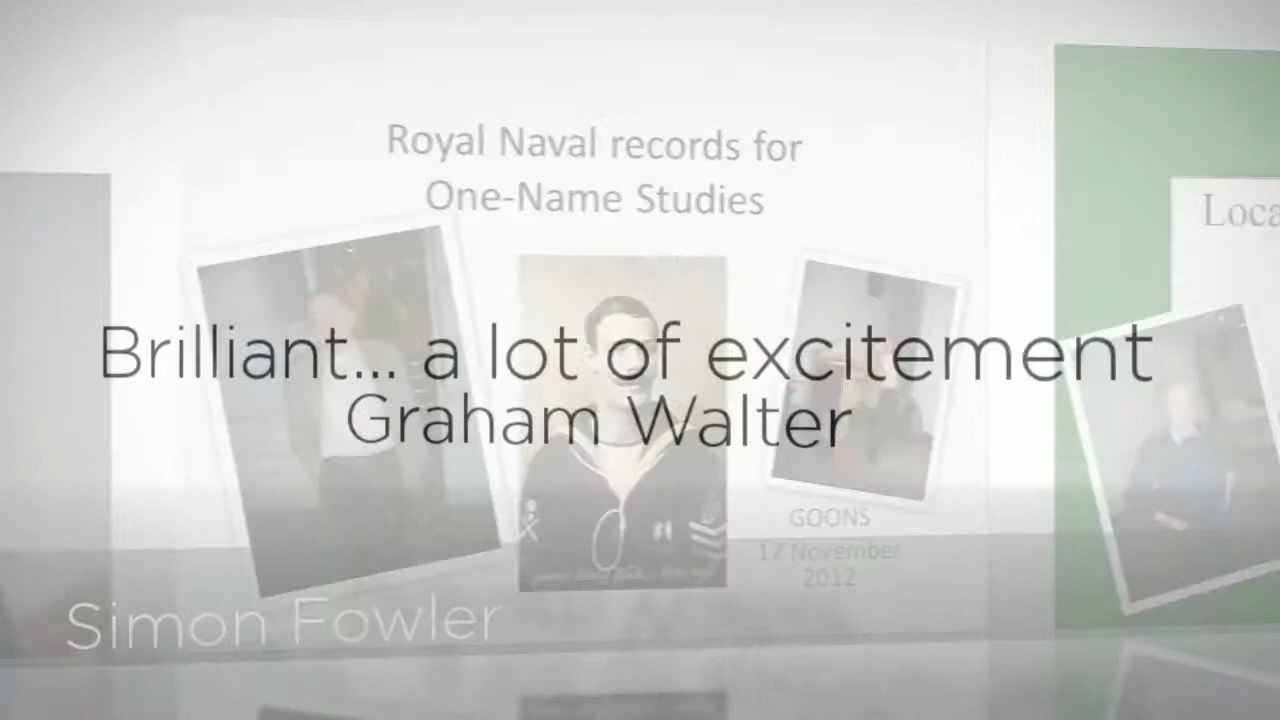 Royal Naval records for
One-Name Studies
Brilliant... a lot of excitement
Graham Walter
GOONS
17 November
2012
Simon Fowler